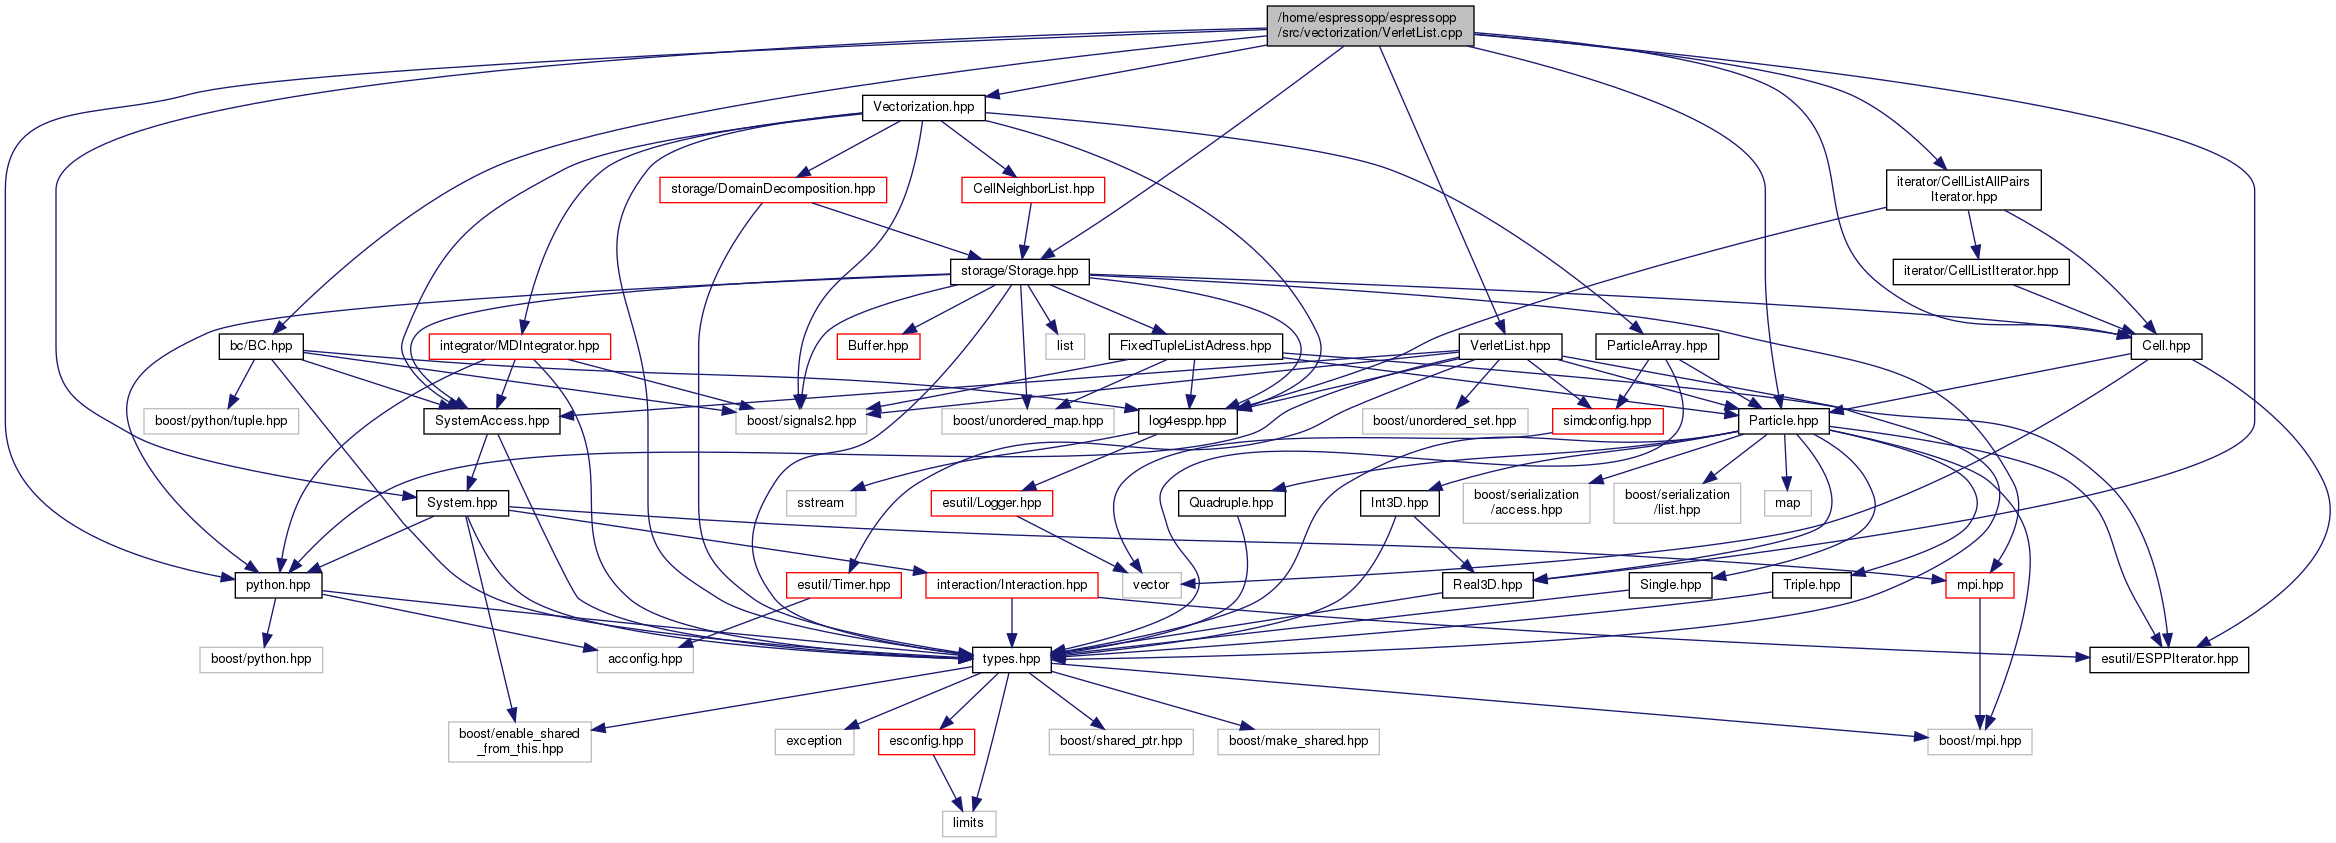 /home/espressopp/espressopp
/src/vectorization/VerletList.cpp
Vectorization.hpp
storage/DomainDecomposition.hpp
CellNeighborList.hpp
iterator/CellListAllPairs
Iterator.hpp
storage/Storage.hpp
iterator/CellListIterator.hpp
bc/BC.hpp
integrator/MDIntegrator.hpp
Buffer.hpp
list
FixedTupleListAdress.hpp
VerletList.hpp
ParticleArray.hpp
Cell.hpp
boost/python/tuple.hpp
SystemAccess.hpp
boost/signals2.hpp
boost/unordered_map.hpp
log4espp.hpp
boost/unordered_set.hpp
simdconfig.hpp
Particle.hpp
System.hpp
sstream
esutil/Logger.hpp
Quadruple.hpp
Int3D.hpp
boost/serialization
/access.hpp
boost/serialization
/list.hpp
map
python.hpp
esutil/Timer.hpp
interaction/Interaction.hpp
vector
Real3D.hpp
Single.hpp
Triple.hpp
mpi.hpp
boost/python.hpp
acconfig.hpp
types.hpp
esutil/ESPPIterator.hpp
boost/enable_shared
_from_this.hpp
exception
esconfig.hpp
boost/shared_ptr.hpp
boost/make_shared.hpp
boost/mpi.hpp
limits